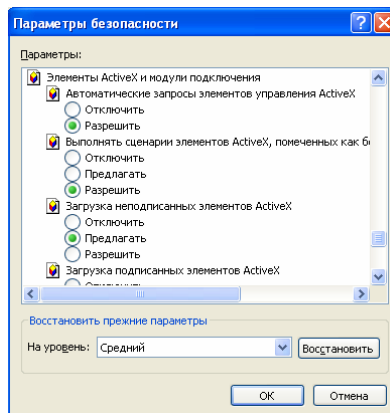 Параметры безопасности
Параметры:
Элементы ActiveX и модули подключения
Автоматические запросы элементов управления ActiveX
Отключить
Разрешить
Выполнять сценарии элементов ActiveX, помеченных как б
Отключить
Предлагать
Разрешить
Загрузка неподписанных элементов ActiveX
Отключить
Предлагать
Разрешить
Загрузка подписанных элементов ActiveX
Восстановить прежние параметры
На уровень: Средний Восстановить
ОК Отмена